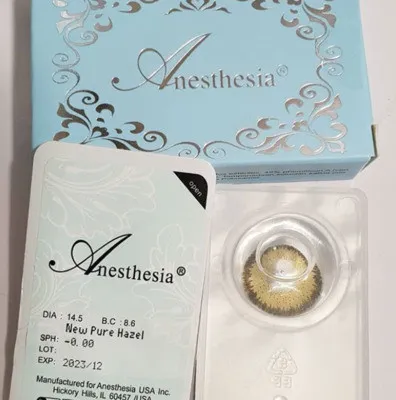 Anesthesia®
open
Anesthesia®
DIA : 14.5 B.C : 8.6
New Pure Hazel
SPH: -0.00
LOT:
EXP: 2023/12
Manufactured for Anesthesia USA Inc.
Hickory Hills, IL 60457 /USA